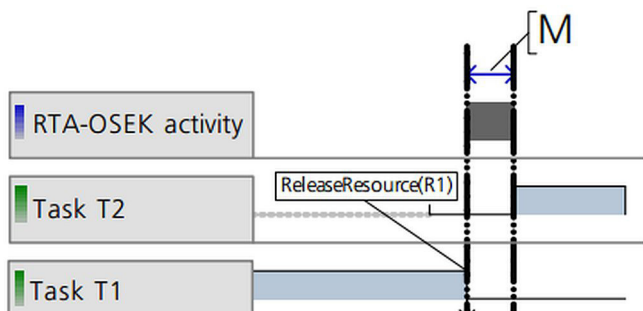 [M
RTA-OSEK activity
ReleaseResource(R1)
Task T2
Task T1